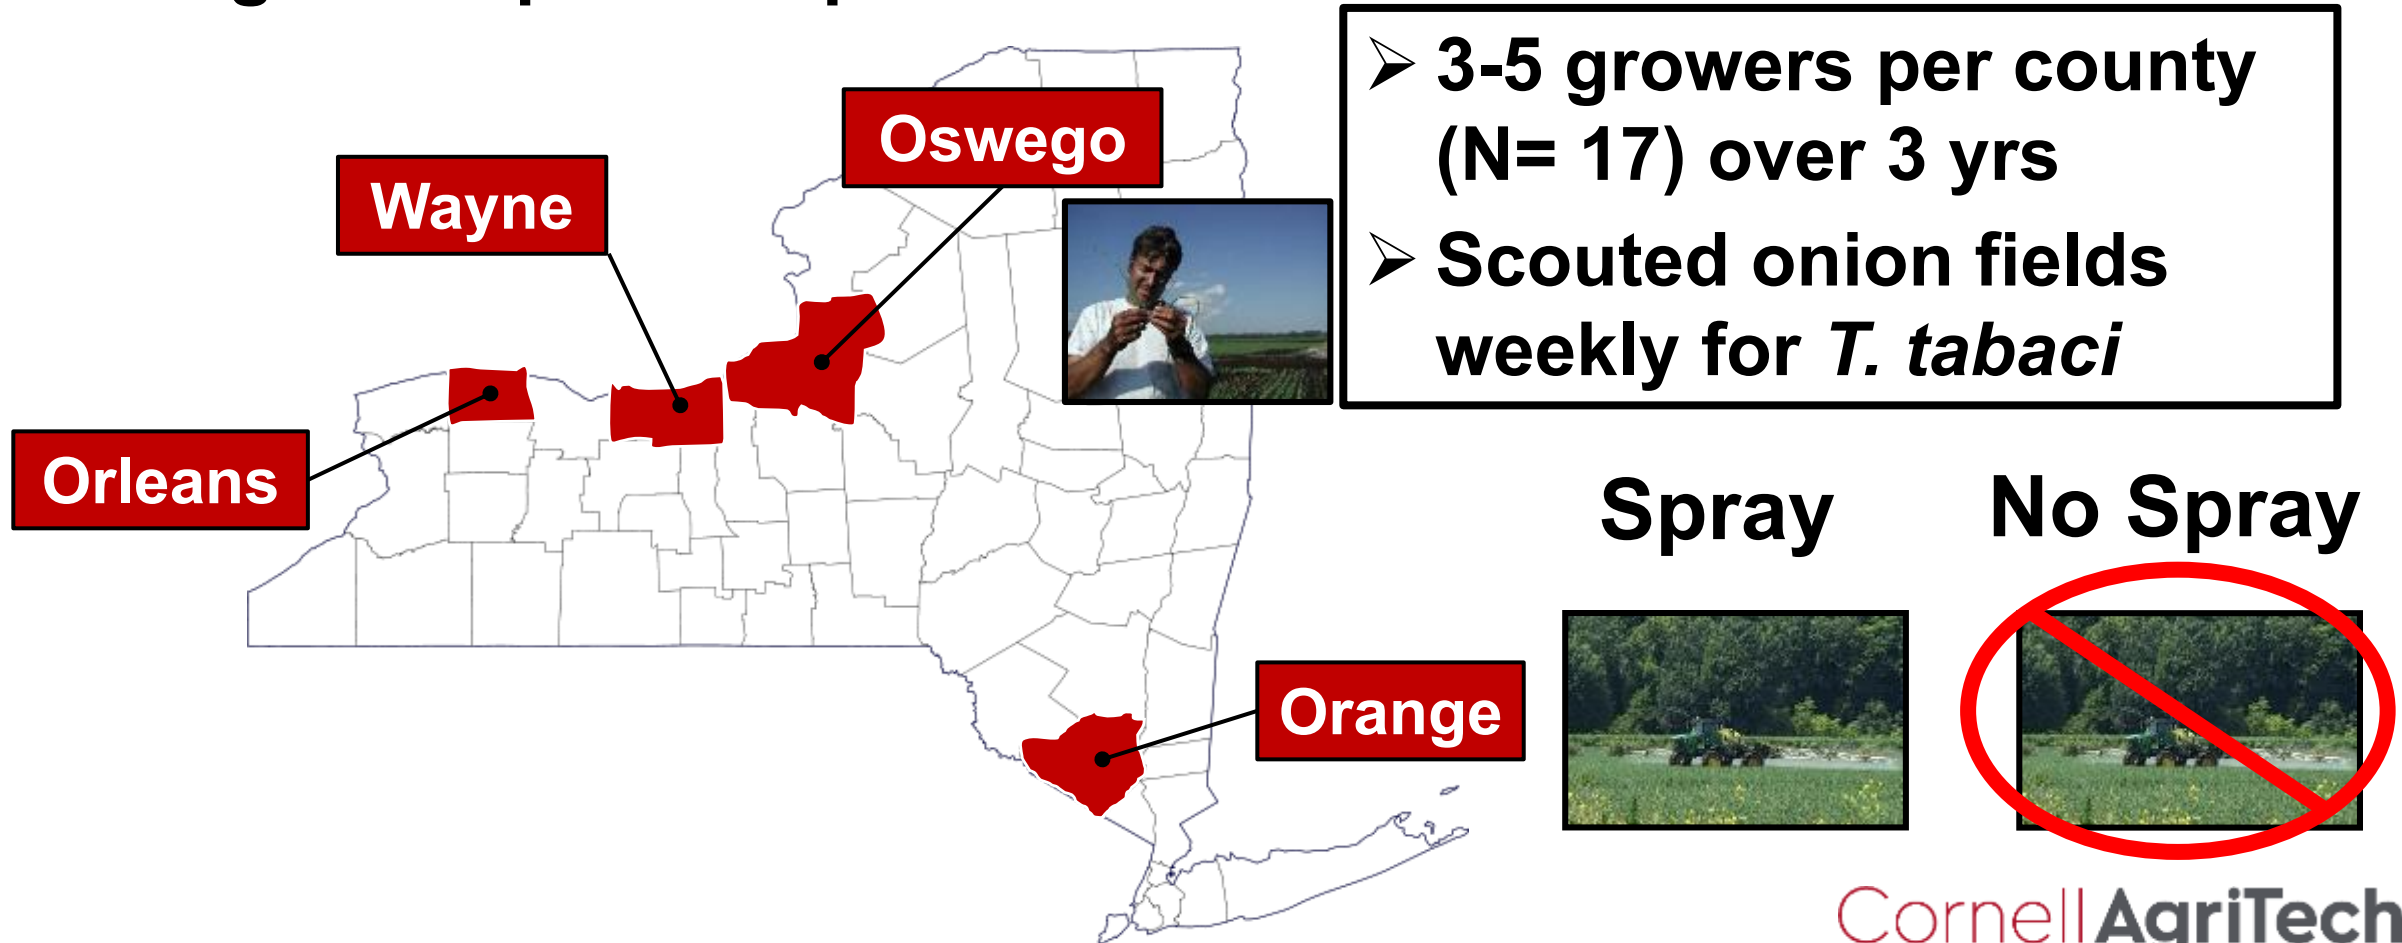 ➢ 3-5 growers per county
(N= 17) over 3 yrs
➢ Scouted onion fields
weekly for T. tabaci
Oswego
Wayne
Orleans
Orange
Spray
No Spray
Cornell AgriTech